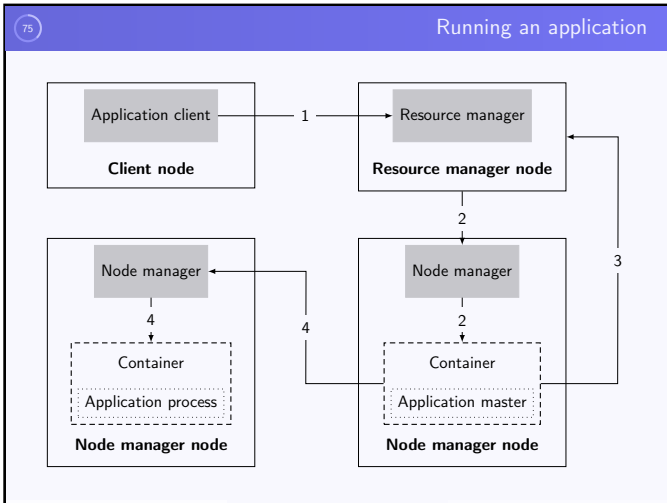 75
Running an application
Application client
1
Resource manager
Client node
Resource manager node
2
3
Node manager
4
Container
Application process
Node manager node
4
Node manager
2
Container
Application master
Node manager node